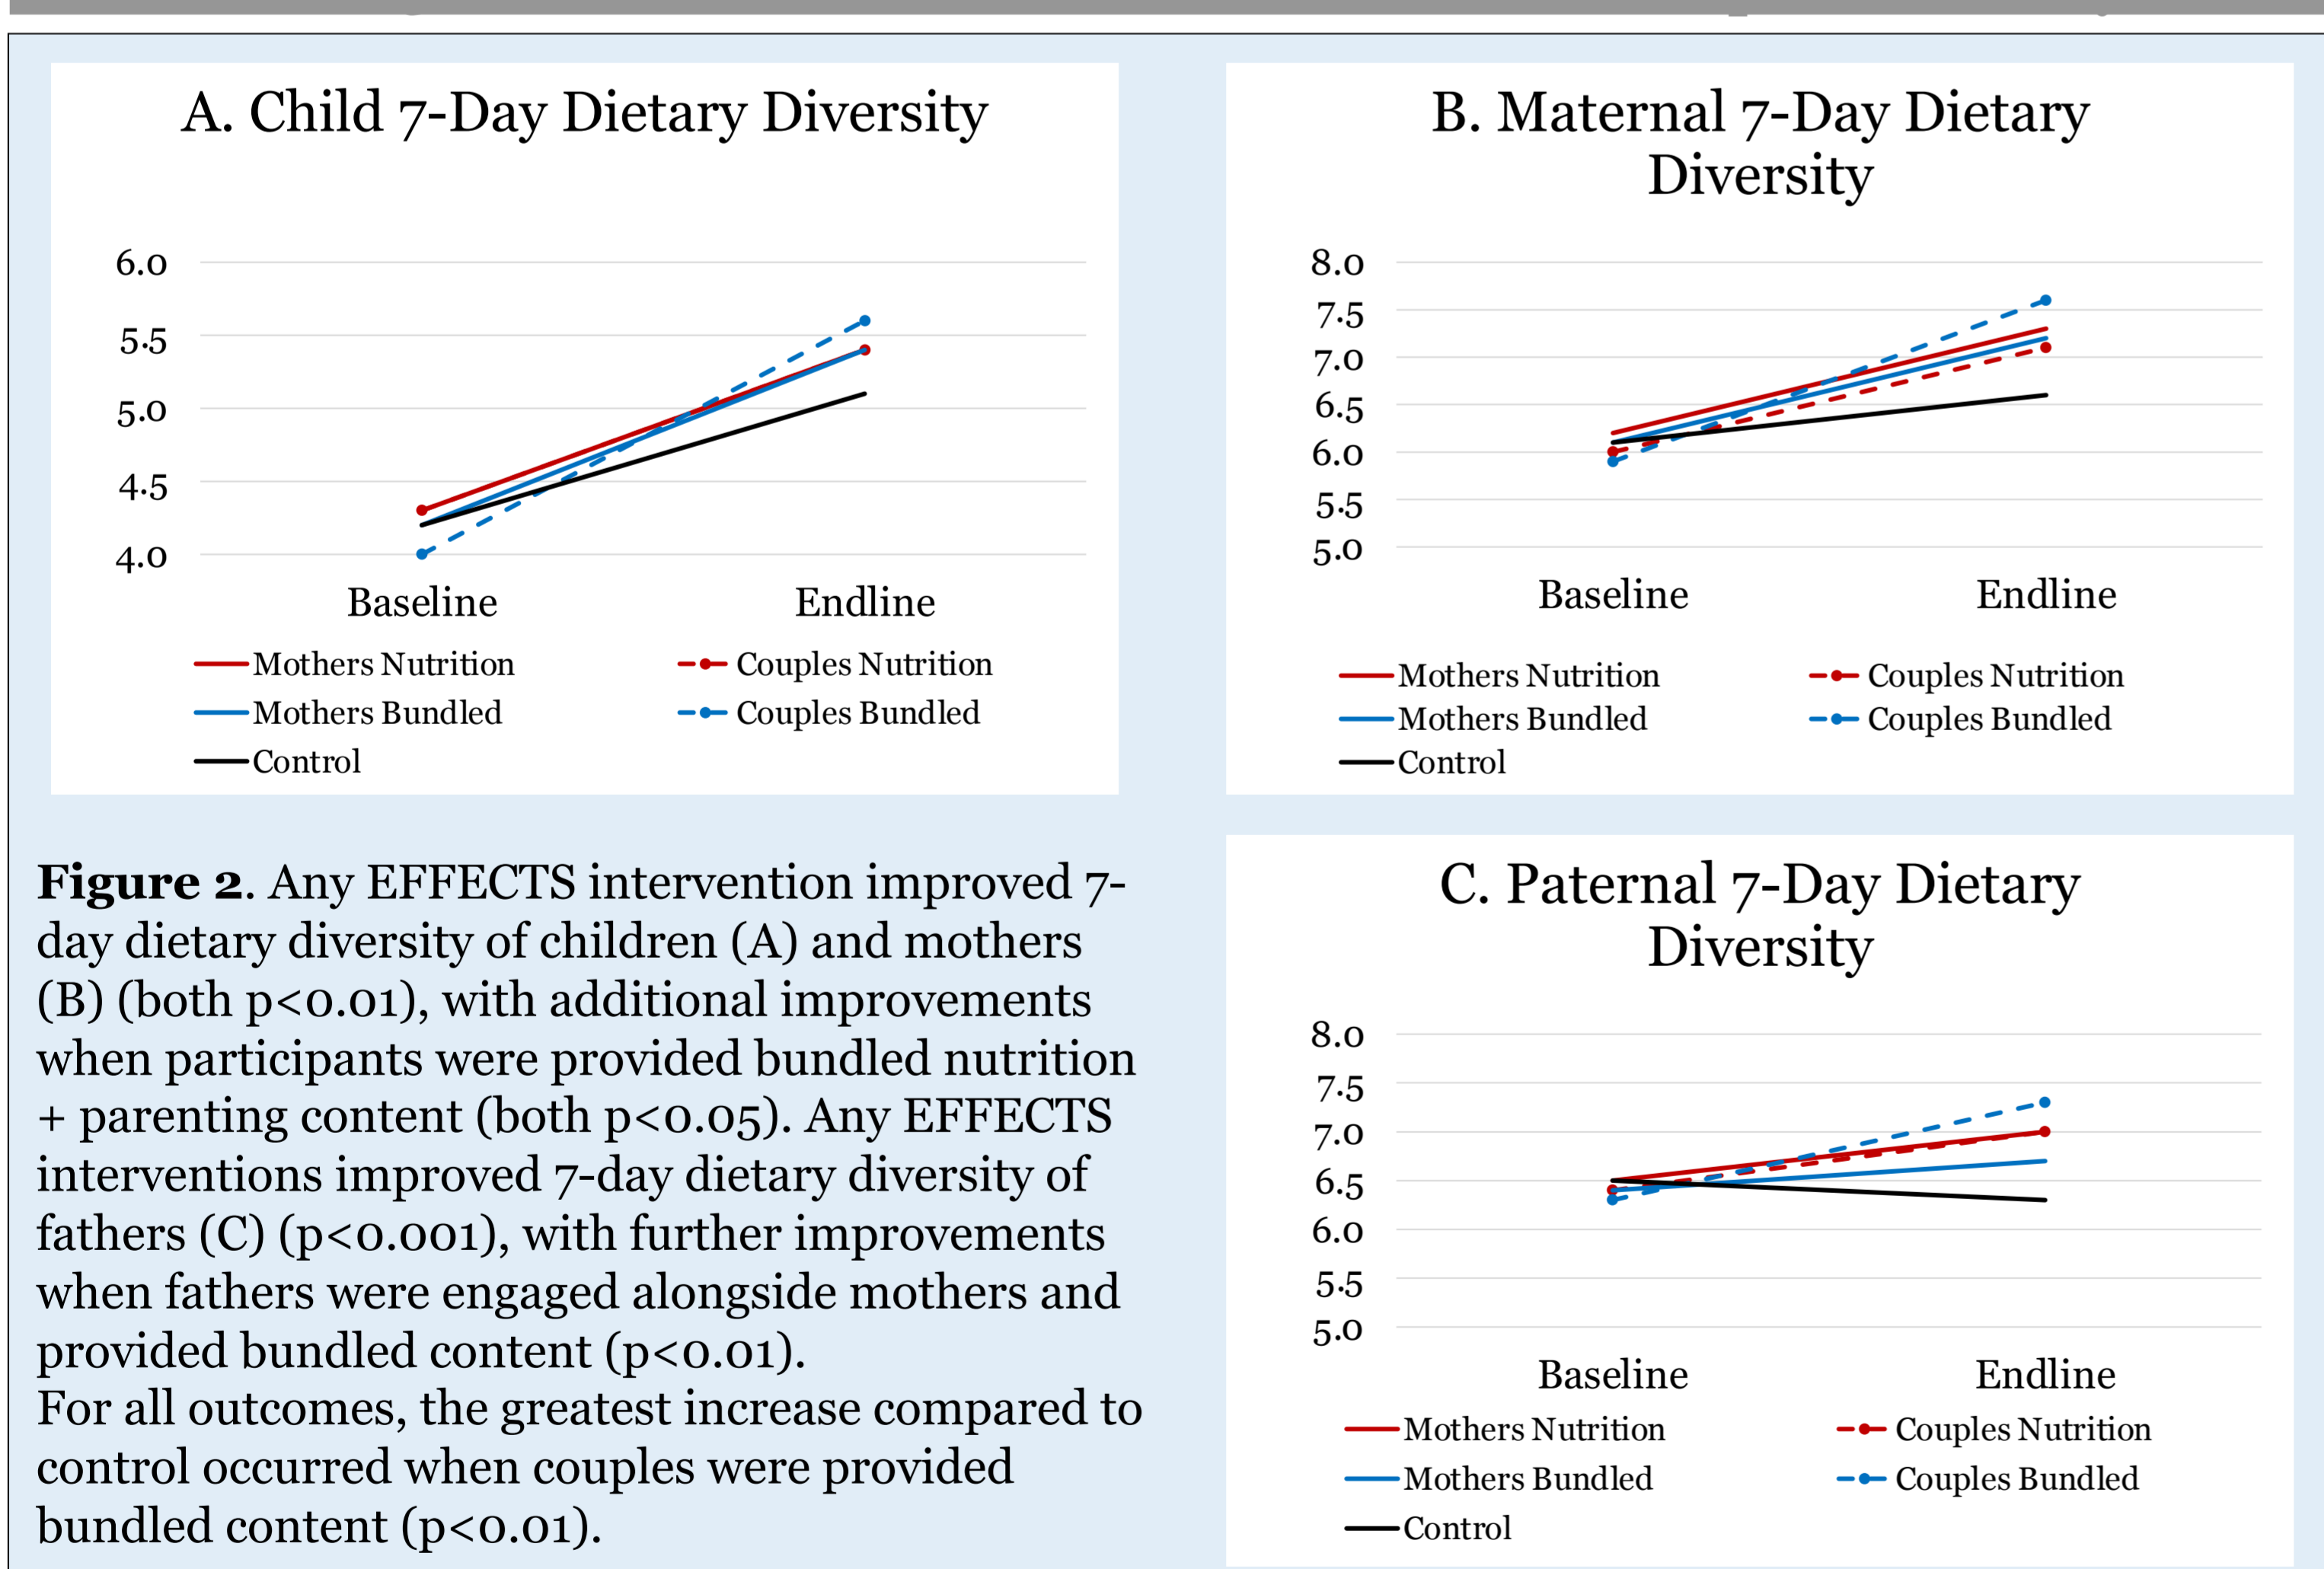 A. Child 7-Day Dietary Diversity
6.0
5.5
5.0
4.5
4.0
Baseline Endline
Mothers Nutrition Couples Nutrition
Mothers Bundled Couples Bundled
Control
B. Maternal 7-Day Dietary
Diversity
8.0
7.5
7.0
6.5
6.0
5.5
5.0
Baseline Endline
Mothers Nutrition Couples Nutrition
Mothers Bundled Couples Bundled
Control
Figure 2. Any EFFECTS intervention improved 7-
day dietary diversity of children (A) and mothers
(B) (both p<0.01), with additional improvements
when participants were provided bundled nutrition
+ parenting content (both p<0.05). Any EFFECTS
interventions improved 7-day dietary diversity of
fathers (C) (p<0.001), with further improvements
when fathers were engaged alongside mothers and
provided bundled content (p<0.01).
For all outcomes, the greatest increase compared to
control occurred when couples were provided
bundled content (p<0.01).
C. Paternal 7-Day Dietary
Diversity
8.0
7.5
7.0
6.5
6.0
5.5
5.0
Baseline Endline
Mothers Nutrition Couples Nutrition
Mothers Bundled Couples Bundled
Control